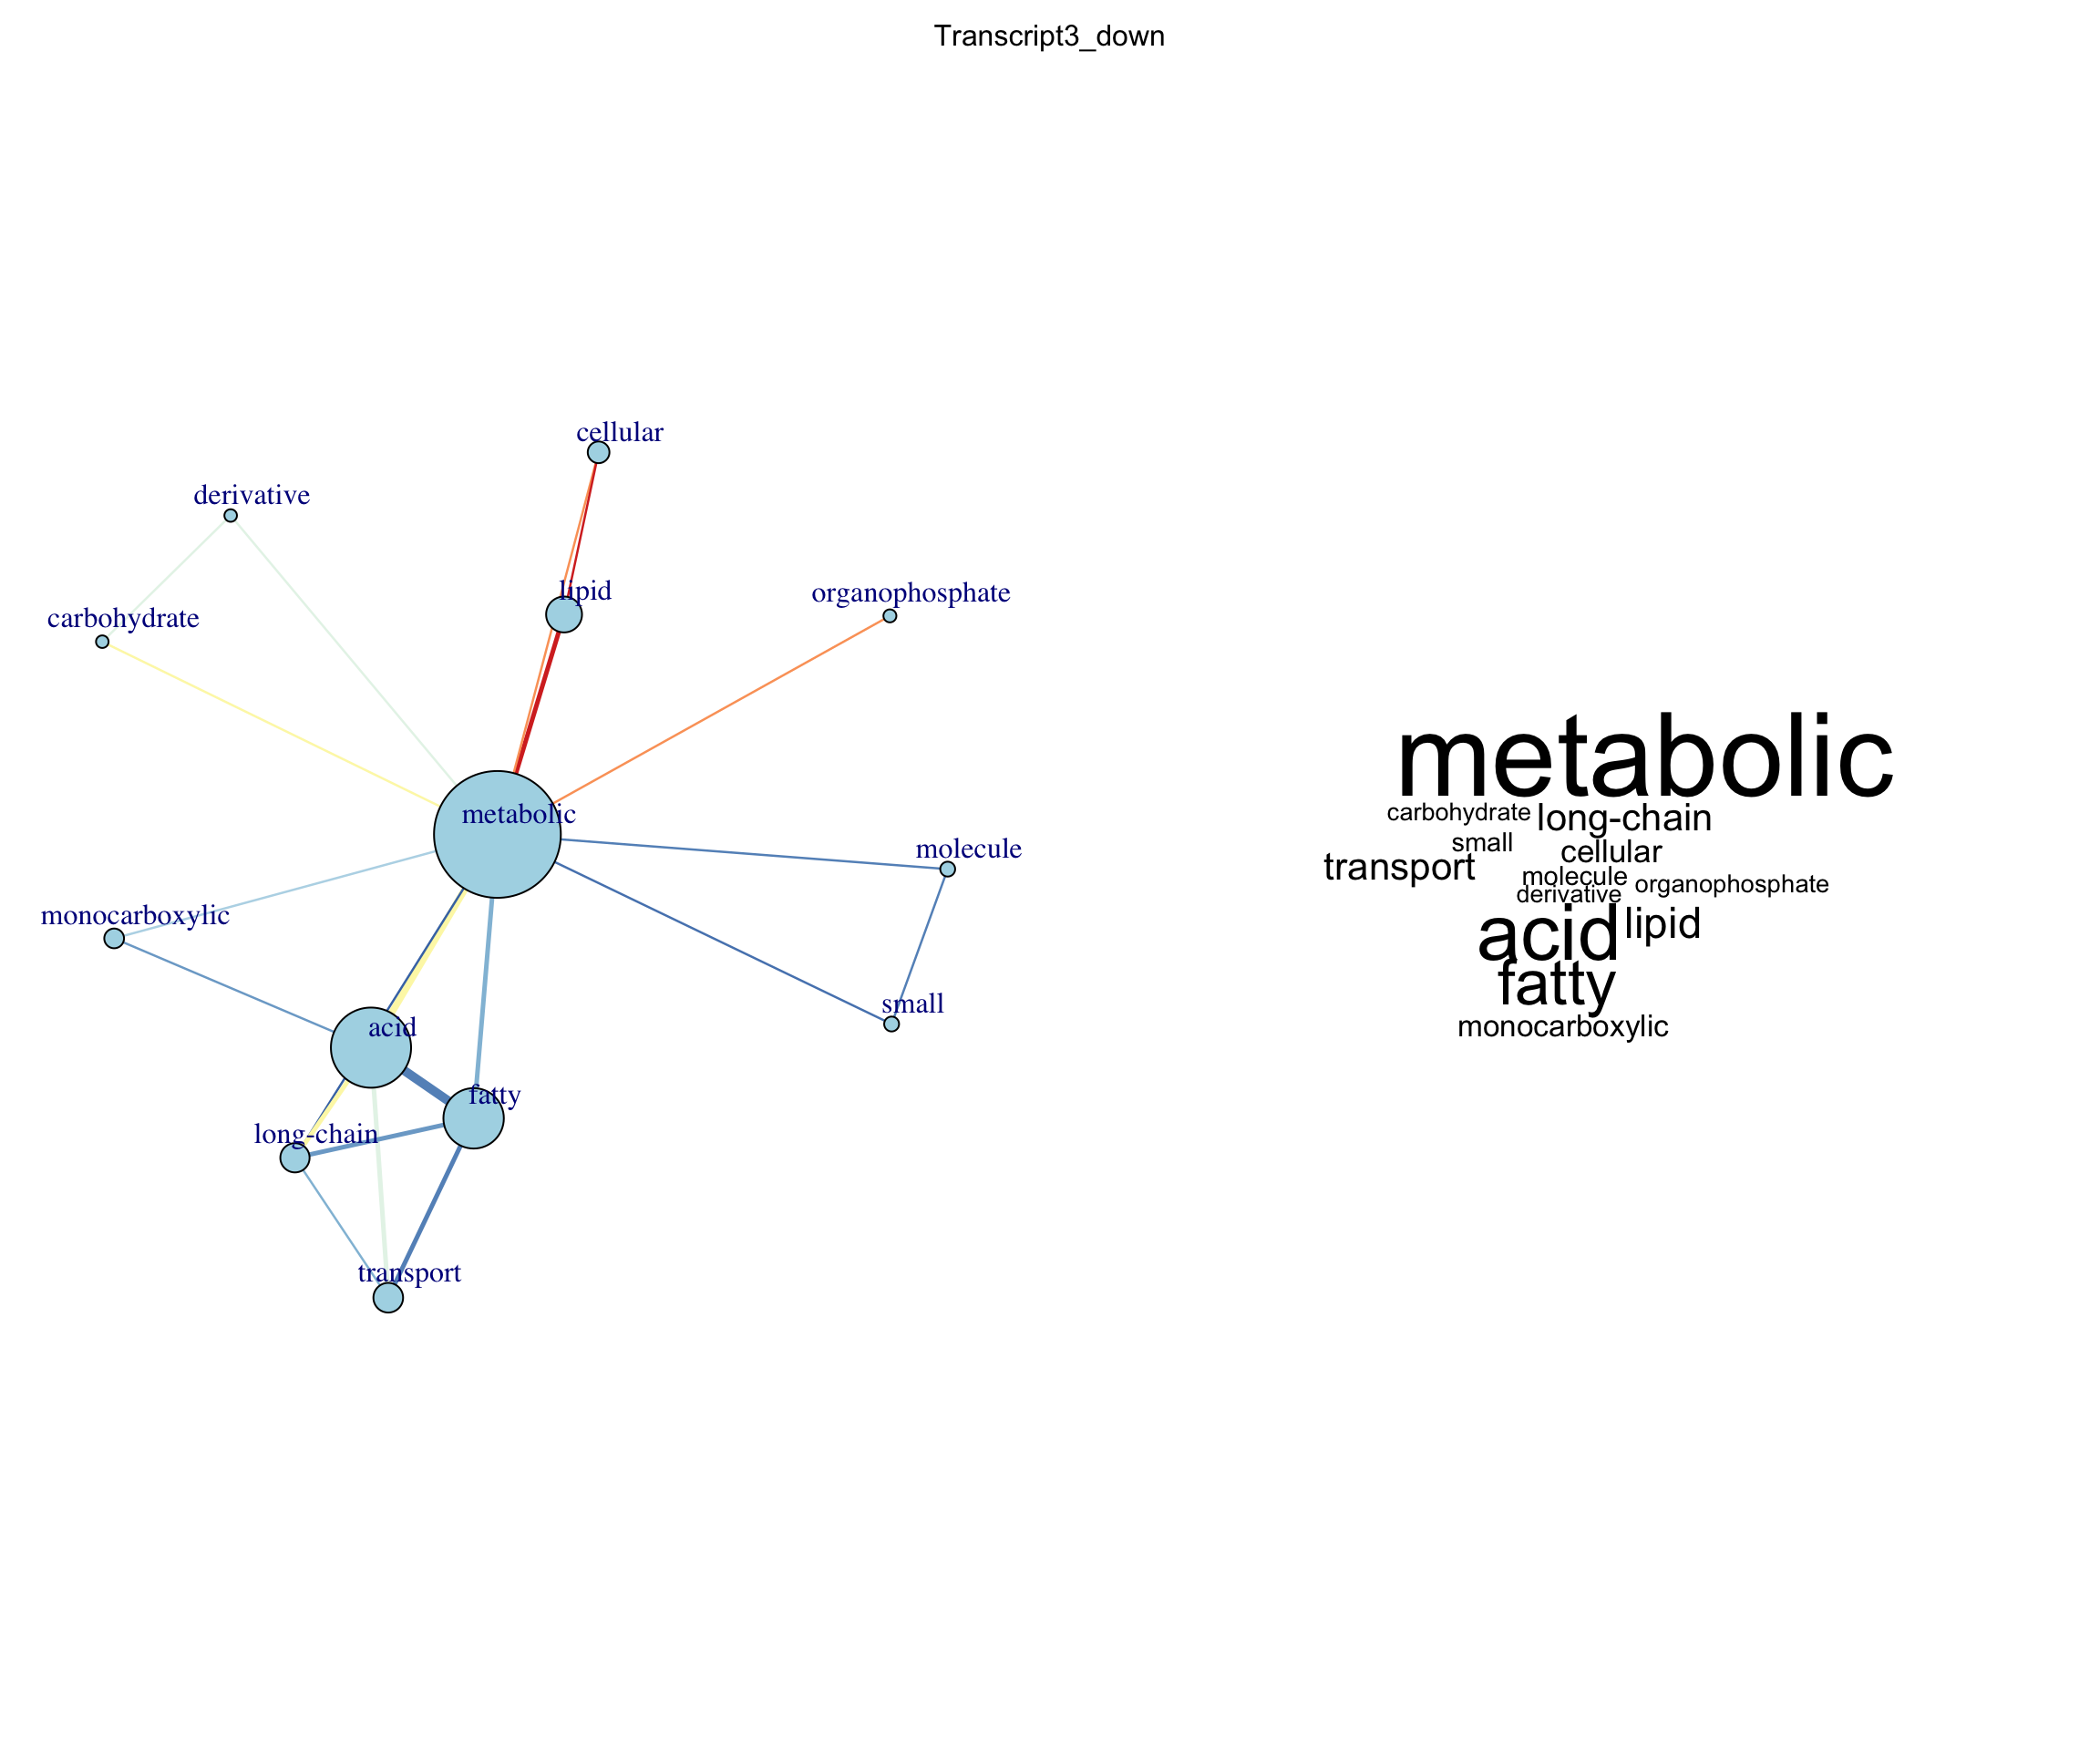 Transcript3_down
cellular
derivative
lipid
organophosphate
carbohydrate
metabolic
molecule
monocarboxylic
small
acid
fatty
long-chain
transport
metabolic
carbohydrate long-chain
small
cellular
transport
molecule
organophosphate
derivative
acid lipid
fatty
monocarboxylic